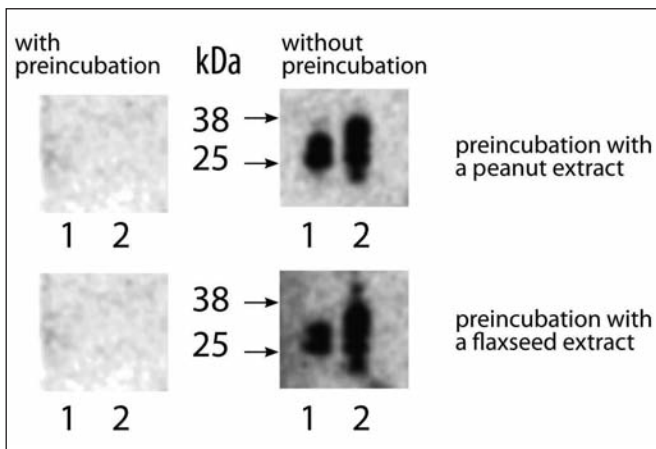 with
preincubation
kDa
without
preincubation
38
25
1 2
1 2
preincubation with
a peanut extract
38
25
1 2
1 2
preincubation with
a flaxseed extract